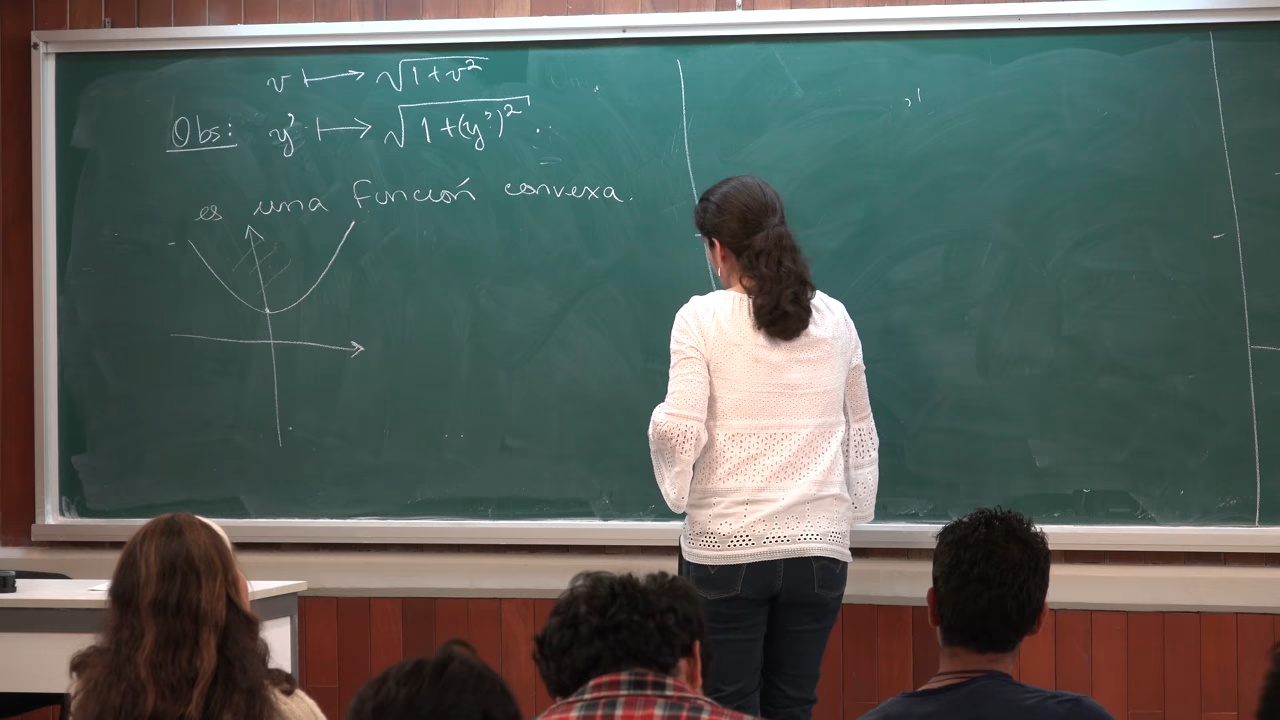 v ⟼ √(1+v²)
Obs: y' ⟼ √(1+(y')²) .
es una Función convexa.